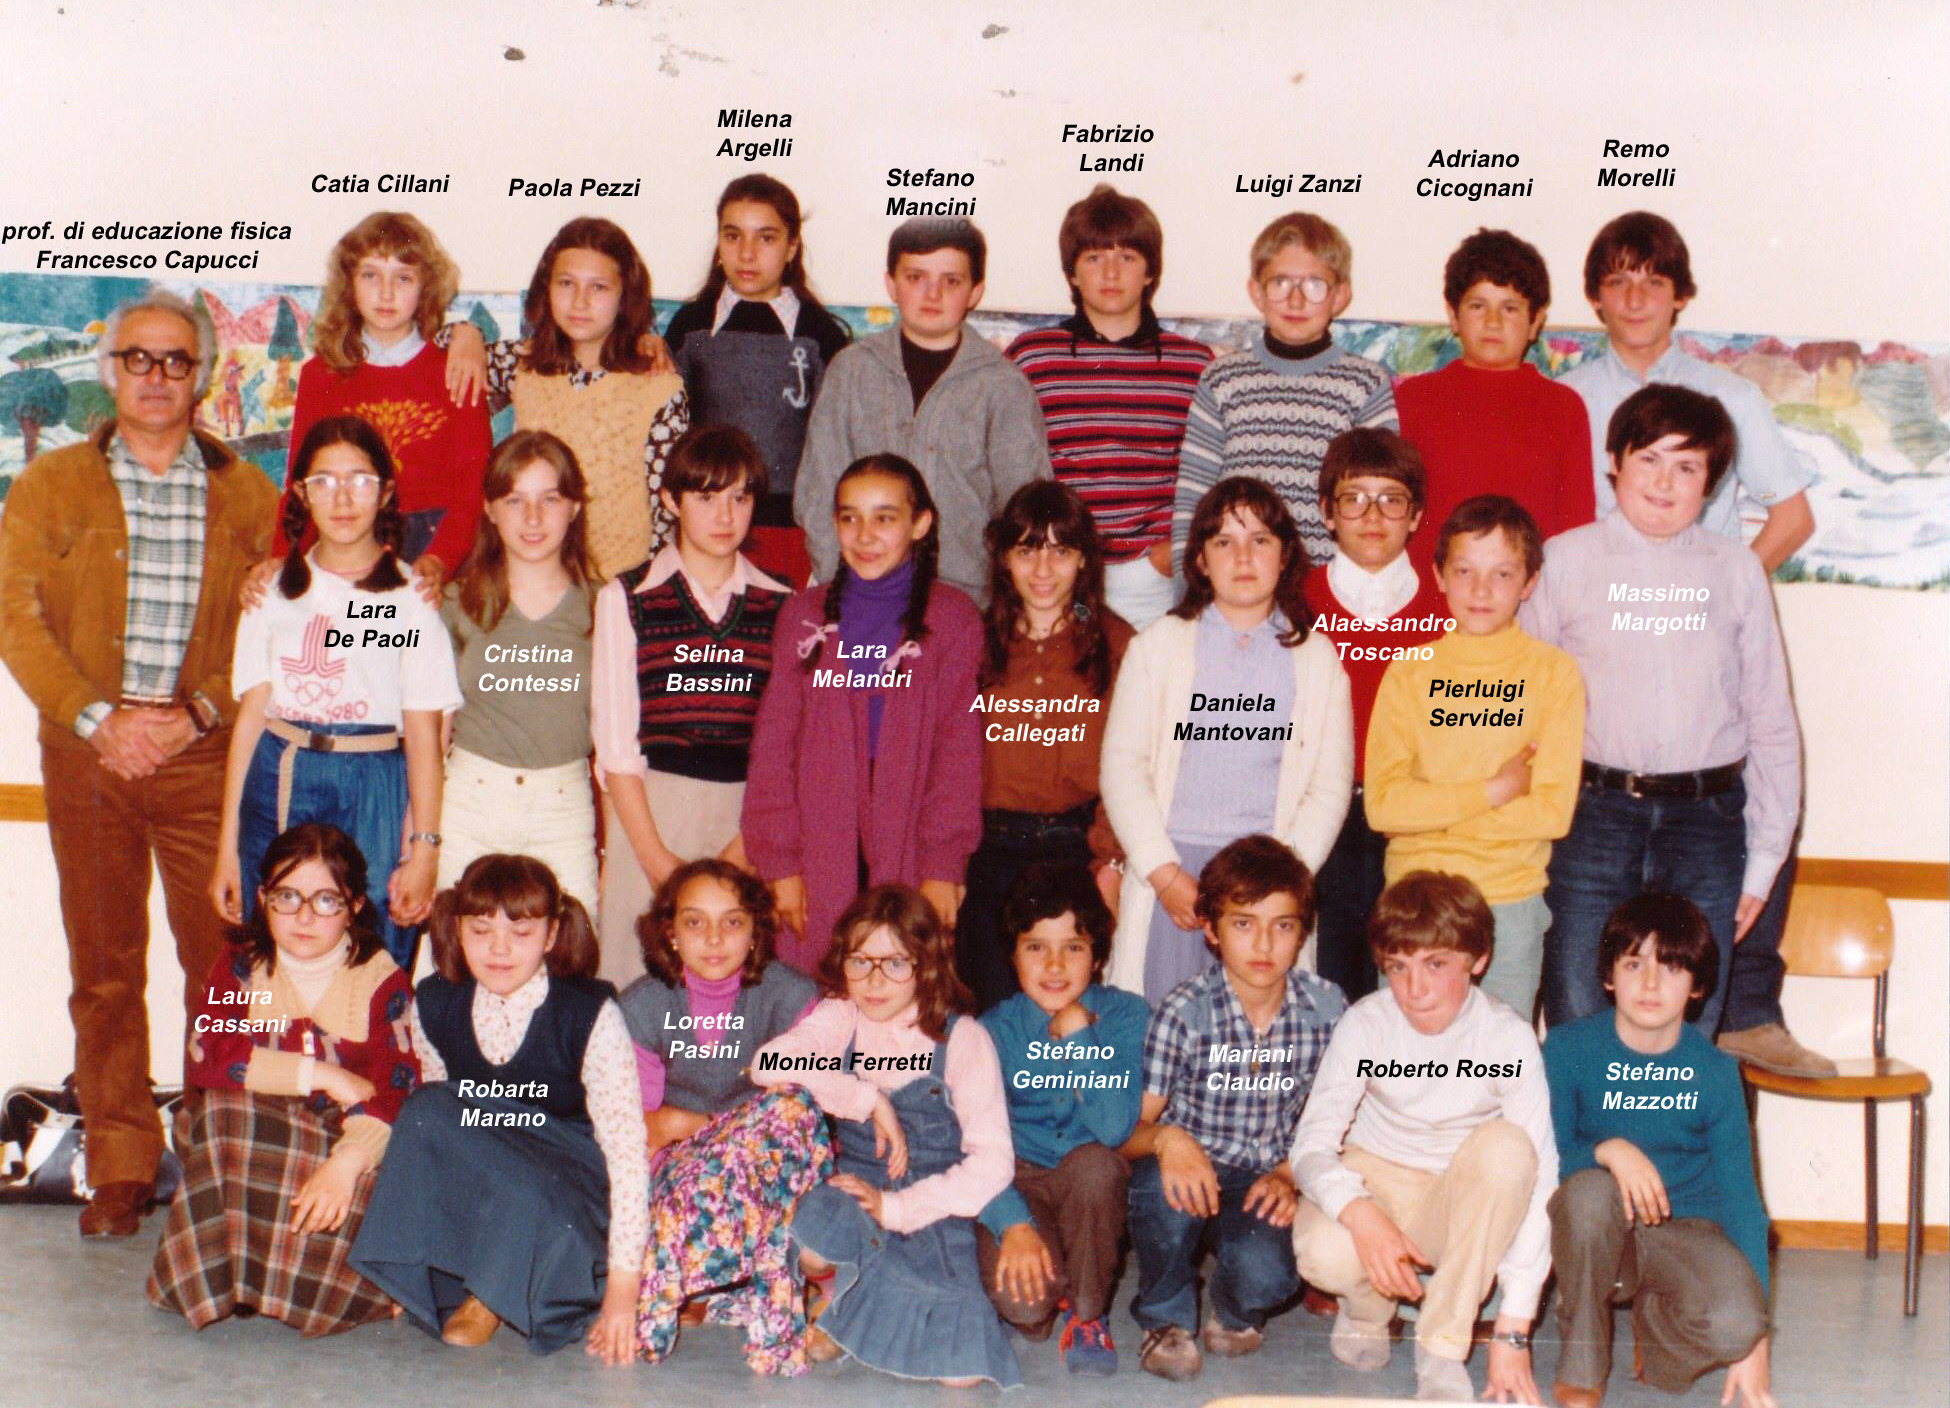 Milena
Argelli
Fabrizio
Landi
Remo
Morelli
Adriano
Cicognani
Catia Cillani
Paola Pezzi
Stefano
Mancini
Luigi Zanzi
prof. di educazione fisica
Francesco Capucci
Lara
De Paoli
Cristina
Contessi
Selina
Bassini
Lara
Melandri
Alessandra
Callegati
Daniela
Mantovani
Alaessandro
Toscano
Pierluigi
Servidei
Massimo
Margotti
1980
Laura
Cassani
Robarta
Marano
Loretta
Pasini
Monica Ferretti
Stefano
Geminiani
Mariani
Claudio
Roberto Rossi
Stefano
Mazzotti